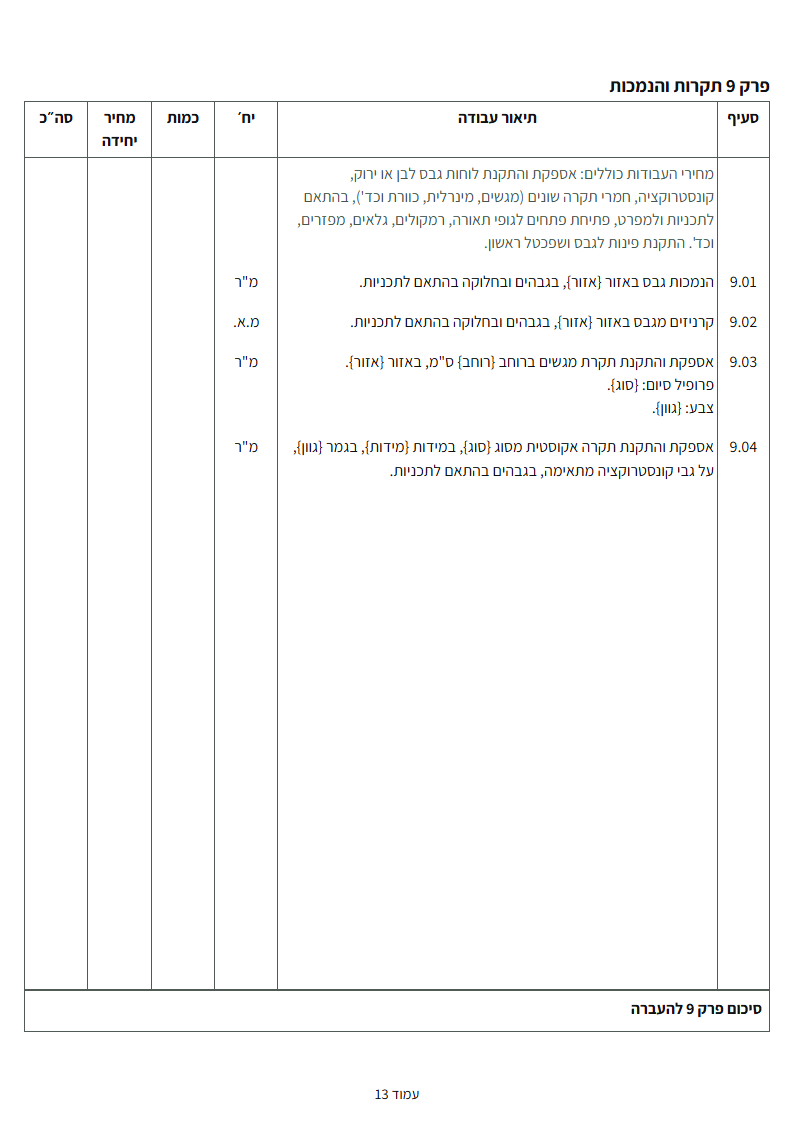 פרק 9 תקרות והנמכות
סעיף תיאור עבודה יח׳ כמות מחיר יחידה סה״כ
מחירי העבודות כוללים: אספקת והתקנת לוחות גבס לבן או ירוק,
קונסטרוקציה, חמרי תקרה שונים (מגשים, מינרלית, כוורת וכד'), בהתאם
לתכניות ולמפרט, פתיחת פתחים לגופי תאורה, רמקולים, גלאים, מפזרים,
וכד'. התקנת פינות לגבס ושפכטל ראשון.
9.01 הנמכות גבס באזור {אזור}, בגבהים ובחלוקה בהתאם לתכניות. מ"ר
9.02 קרניזים מגבס באזור {אזור}, בגבהים ובחלוקה בהתאם לתכניות. מ.א.
9.03 אספקת והתקנת תקרת מגשים ברוחב {רוחב} ס"מ, באזור {אזור}. מ"ר
פרופיל סיום: {סוג}.
צבע: {גוון}.
9.04 אספקת והתקנת תקרה אקוסטית מסוג {סוג}, במידות {מידות}, בגמר {גוון}, מ"ר
על גבי קונסטרוקציה מתאימה, בגבהים בהתאם לתכניות.
סיכום פרק 9 להעברה
עמוד 13